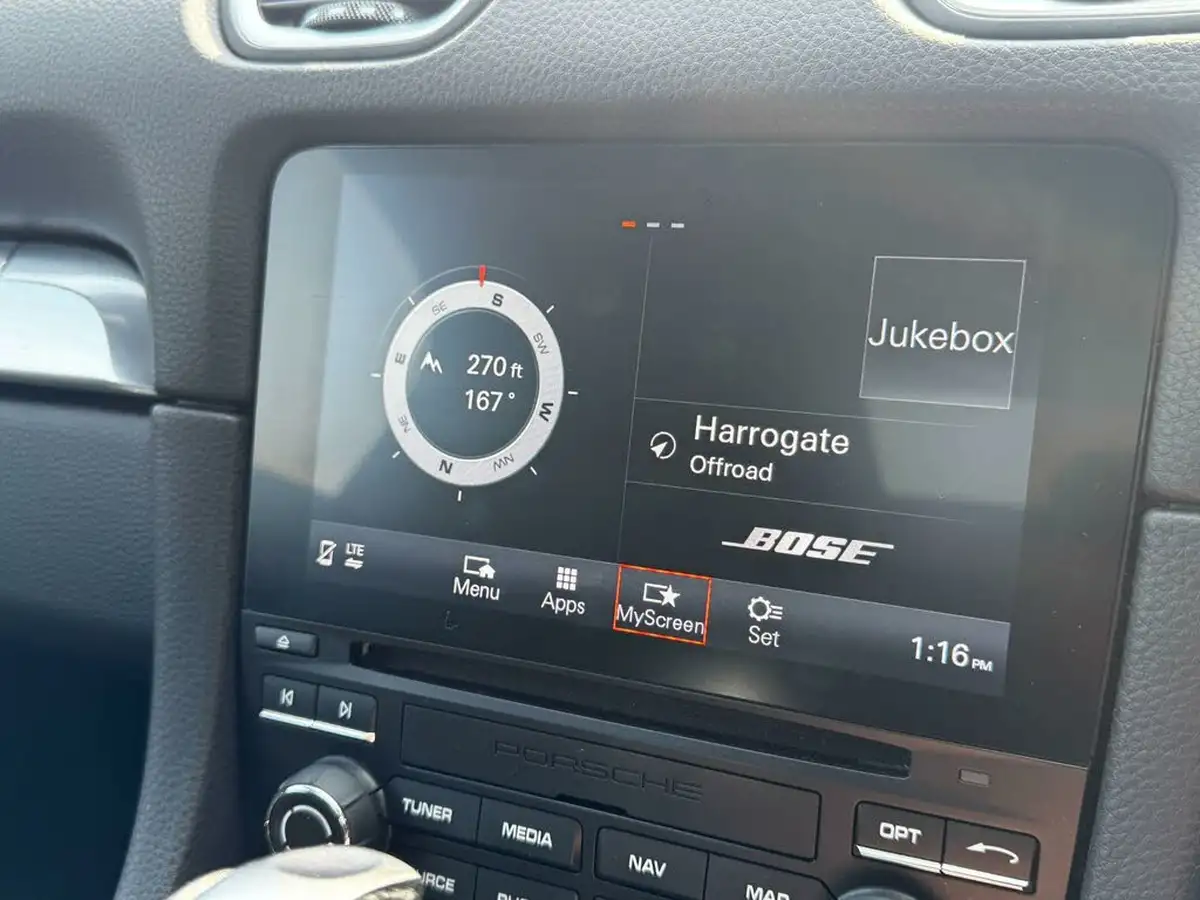 S
SE
SW
E
270 ft
167°
W
NE
N
NW
Jukebox
Harrogate
Offroad
BOSE
LTE
Menu
Apps
MyScreen
Set
1:16 PM
PORSCHE
TUNER
MEDIA
NAV
OPT
MAP